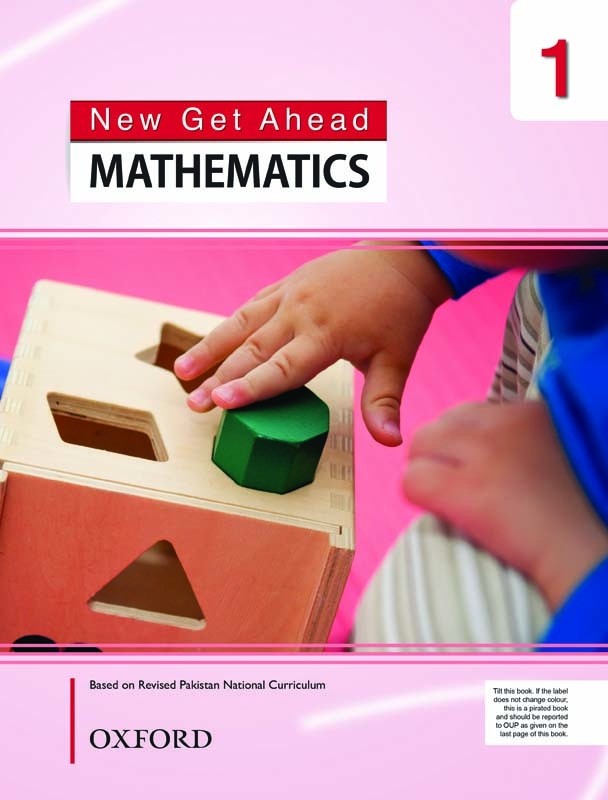 1
New Get Ahead
MATHEMATICS
Based on Revised Pakistan National Curriculum
OXFORD
Tilt this book. If the label
does not change colour,
this is a pirated book
and should be reported
to OUP as given on the
last page of this book.